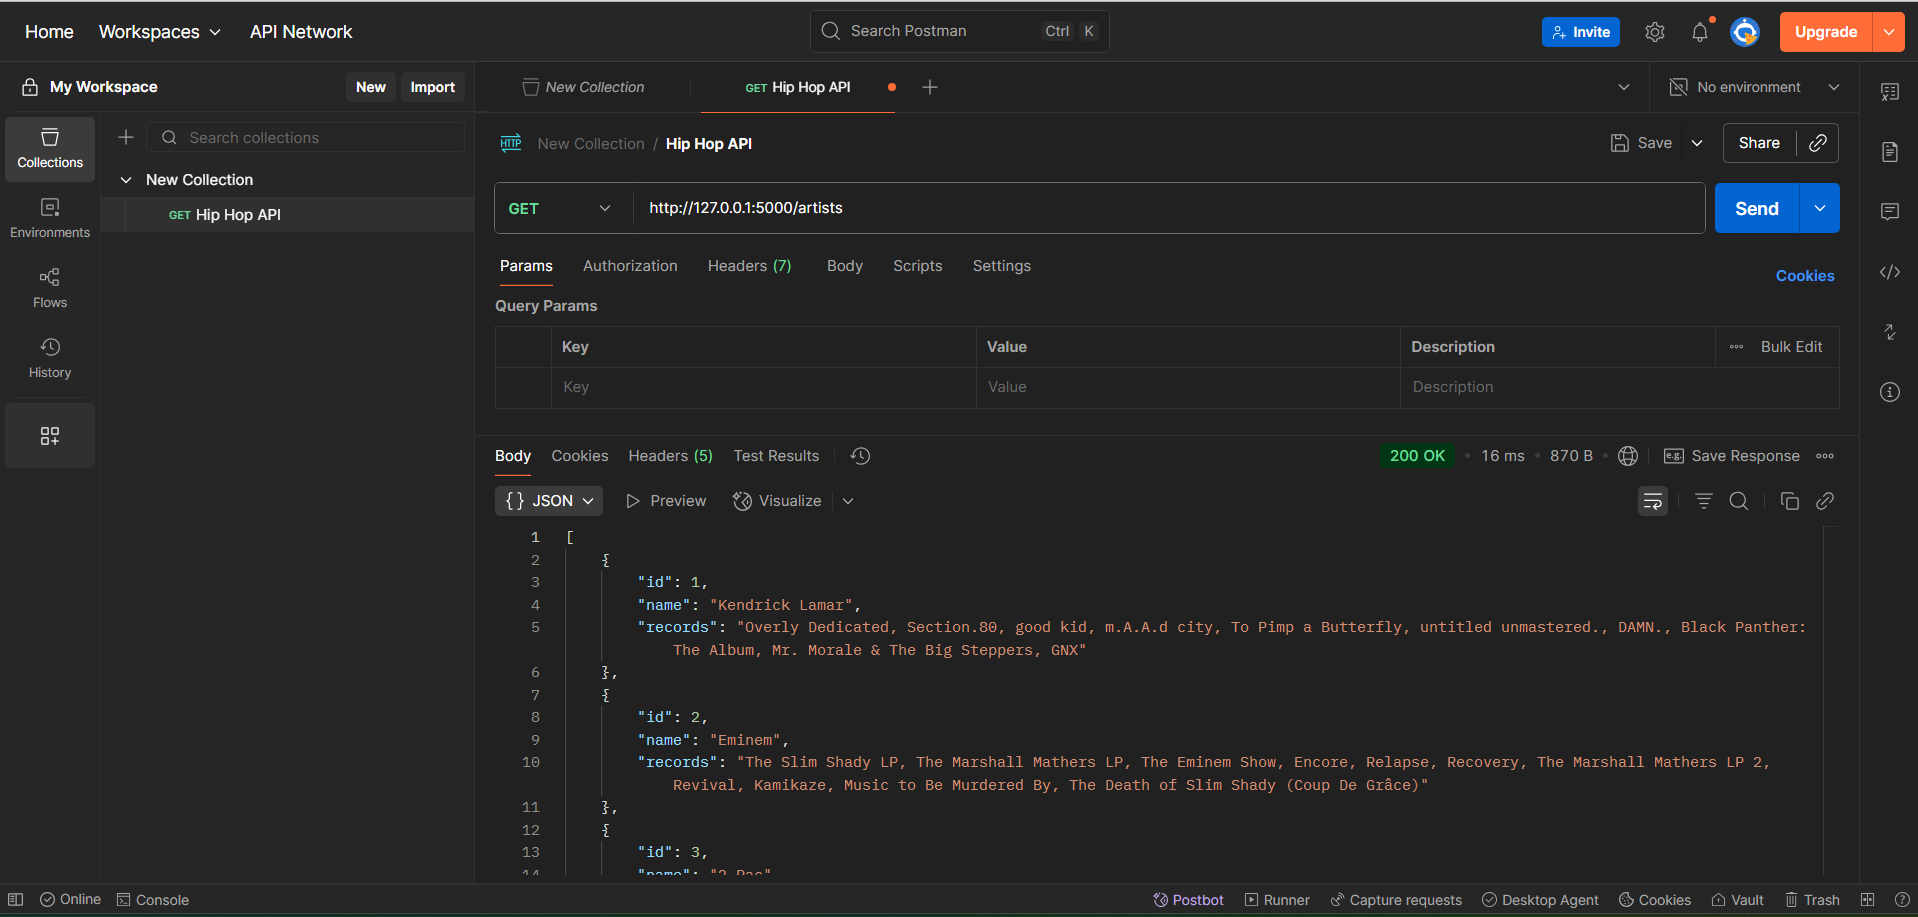 Home Workspaces API Network Search Postman Ctrl K Invite Upgrade
My Workspace New Import New Collection GET Hip Hop API No environment
Search collections
Collections
New Collection
GET Hip Hop API
Environments
Flows
History
New Collection / Hip Hop API Save Share
GET http://127.0.0.1:5000/artists Send
Params Authorization Headers (7) Body Scripts Settings Cookies
Query Params
Key Value Description Bulk Edit
Key Value Description
Body Cookies Headers (5) Test Results 200 OK 16 ms 870 B e.g. Save Response
{} JSON Preview Visualize
1 [
2 {
3 "id": 1,
4 "name": "Kendrick Lamar",
5 "records": "Overly Dedicated, Section.80, good kid, m.A.A.d city, To Pimp a Butterfly, untitled unmastered., DAMN., Black Panther:
The Album, Mr. Morale & The Big Steppers, GNX"
6 },
7 {
8 "id": 2,
9 "name": "Eminem",
10 "records": "The Slim Shady LP, The Marshall Mathers LP, The Eminem Show, Encore, Relapse, Recovery, The Marshall Mathers LP 2,
Revival, Kamikaze, Music to Be Murdered By, The Death of Slim Shady (Coup De Grâce)"
11 },
12 {
13 "id": 3,
14 "name": "2 Pac"
Online Console Postbot Runner Capture requests Desktop Agent Cookies Vault Trash